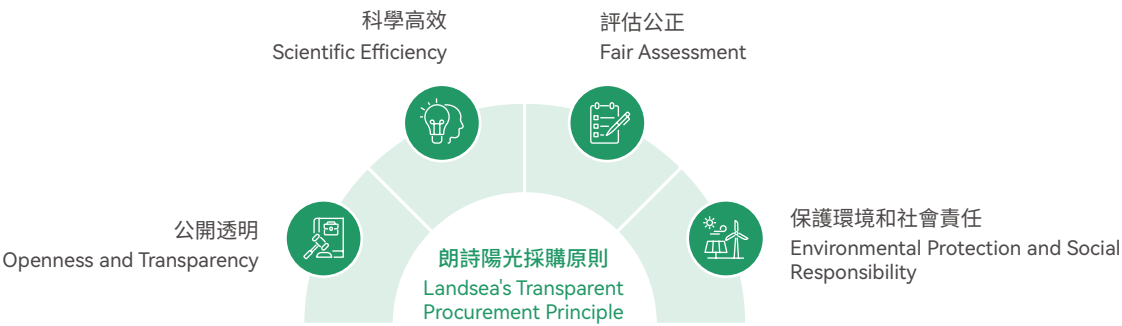 科學高效
Scientific Efficiency
評估公正
Fair Assessment
公開透明
Openness and Transparency
保護環境和社會責任
Environmental Protection and Social
Responsibility
朗詩陽光採購原則
Landsea's Transparent
Procurement Principle